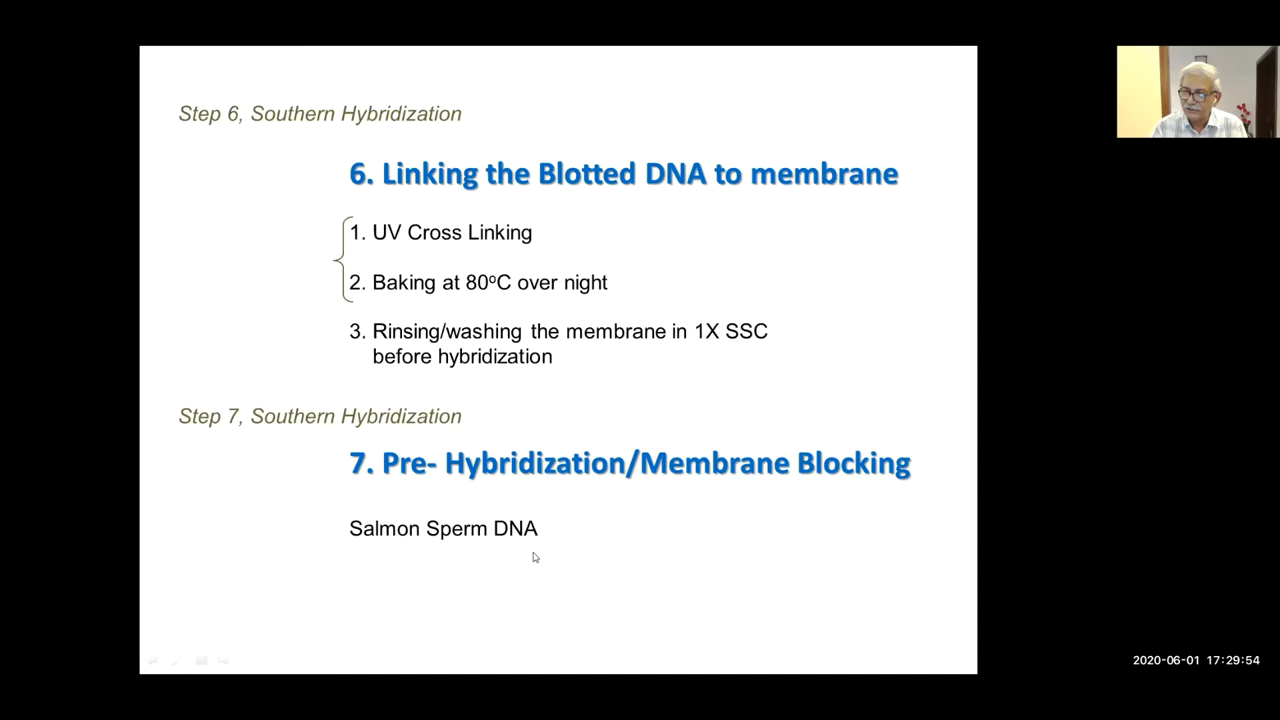 Step 6, Southern Hybridization
6. Linking the Blotted DNA to membrane
1. UV Cross Linking
2. Baking at 80ºC over night
3. Rinsing/washing the membrane in 1X SSC
before hybridization
Step 7, Southern Hybridization
7. Pre- Hybridization/Membrane Blocking
Salmon Sperm DNA
2020-06-01 17:29:54